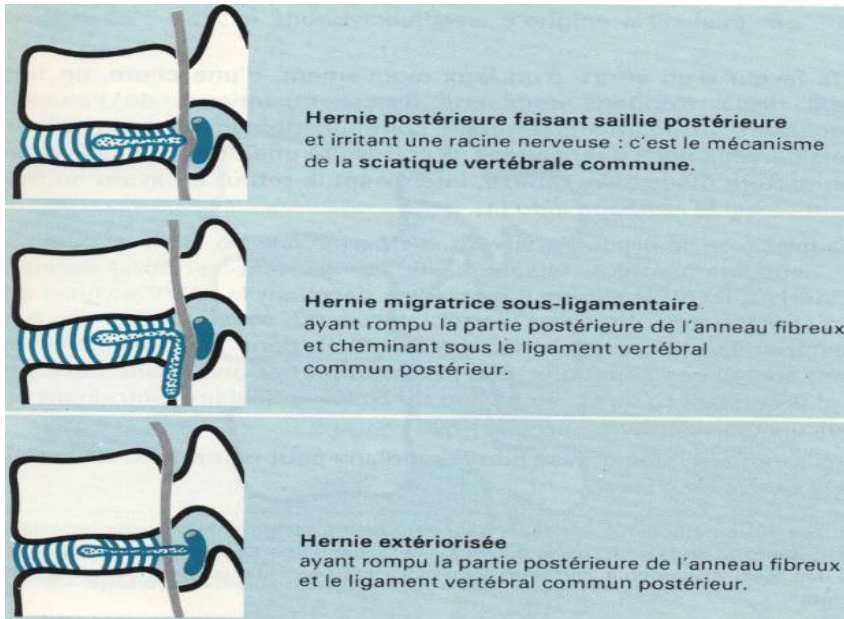 Hernie postérieure faisant saillie postérieure
et irritant une racine nerveuse : c'est le mécanisme
de la sciatique vertébrale commune.
Hernie migratrice sous-ligamentaire.
ayant rompu la partie postérieure de l'anneau fibreux
et cheminant sous le ligament vertébral
commun postérieur.
Hernie extériorisée
ayant rompu la partie postérieure de l'anneau fibreux
et le ligament vertébral commun postérieur.